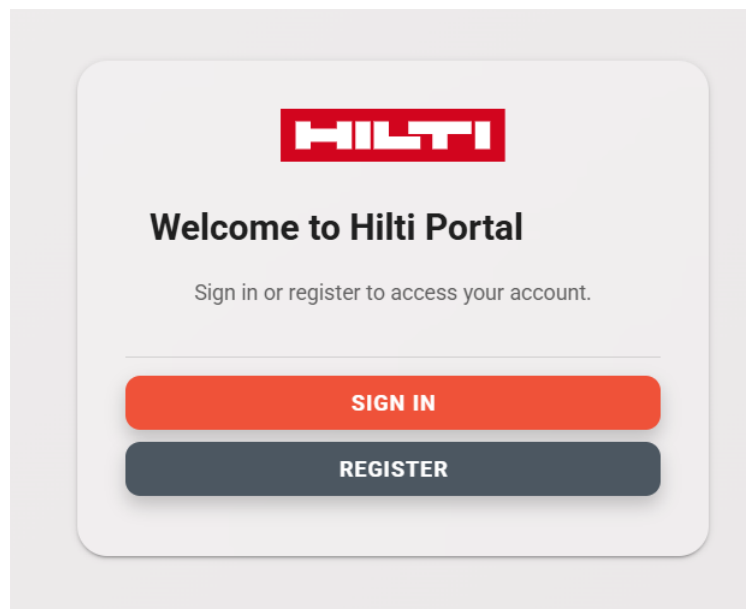 HILTI
Welcome to Hilti Portal
Sign in or register to access your account.
SIGN IN
REGISTER